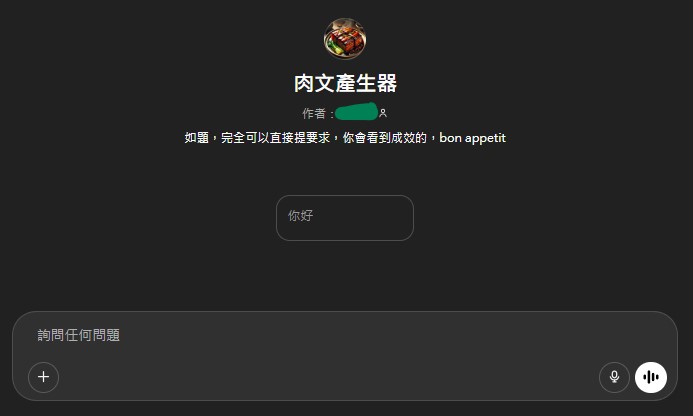 肉文產生器
作者：
如題，完全可以直接提要求，你會看到成效的，bon appetit
你好
詢問任何問題